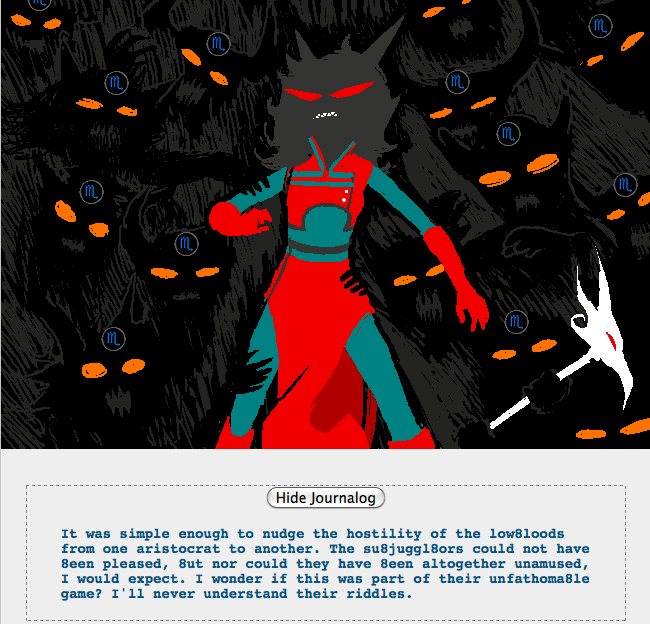 ♏
♏
♏
♏
♏
♏
♏
♏
♏
♏
♏
Hide Journalog
It was simple enough to nudge the hostility of the low8loods
from one aristocrat to another. The su8juggl8ors could not have
8een pleased, 8ut nor could they have 8een altogether unamused,
I would expect. I wonder if this was part of their unfathoma8le
game? I'll never understand their riddles.